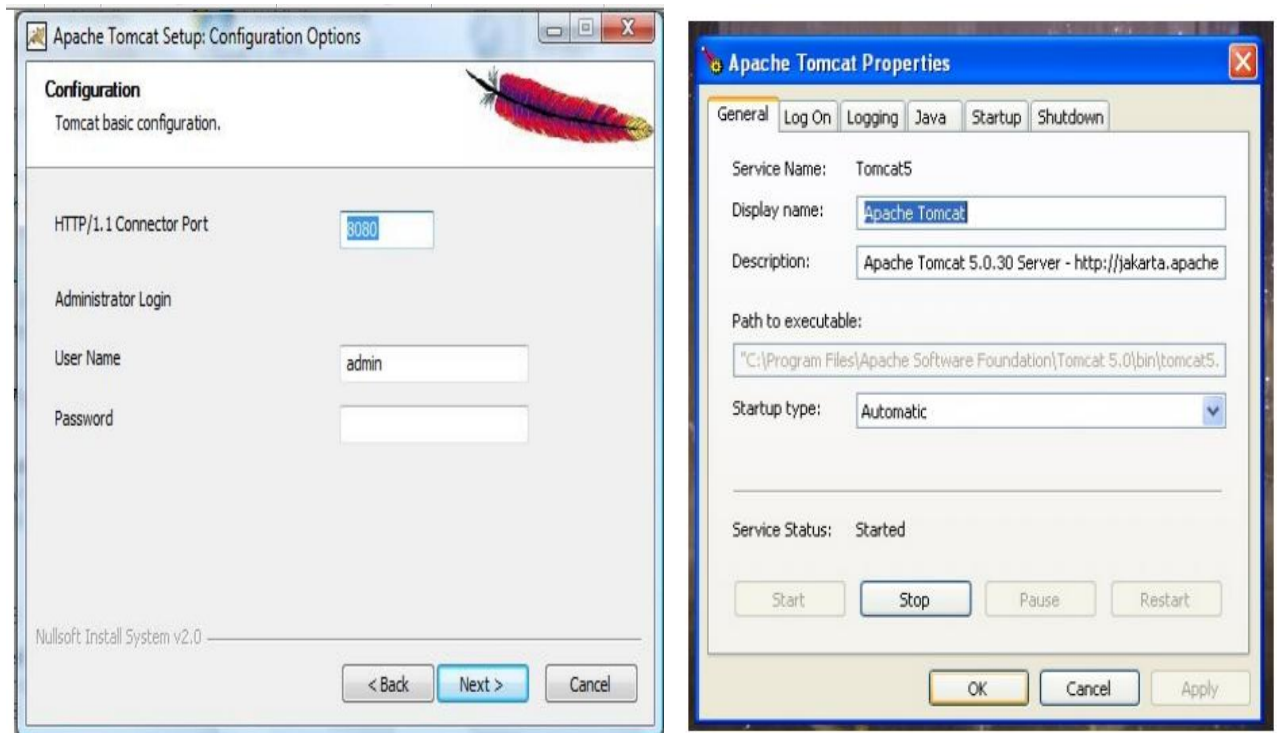 Apache Tomcat Setup: Configuration Options
Configuration
Tomcat basic configuration.
HTTP/1.1 Connector Port
8080
Administrator Login
User Name
admin
Password
Nullsoft Install System v2.0
< Back
Next >
Cancel
Apache Tomcat Properties
General Log On Logging Java Startup Shutdown
Service Name: Tomcat5
Display name: Apache Tomcat
Description: Apache Tomcat 5.0.30 Server - http://jakarta.apache
Path to executable:
"C:\Program Files\Apache Software Foundation\Tomcat 5.0\bin\tomcat5.
Startup type: Automatic
Service Status: Started
Start Stop Pause Restart
OK Cancel Apply